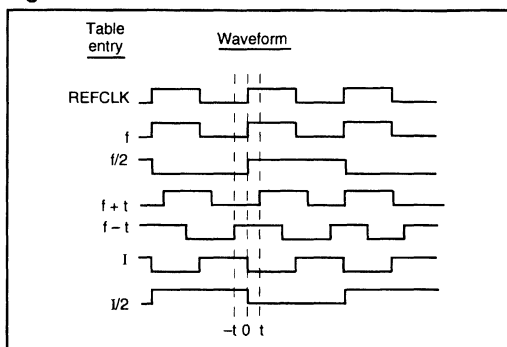 Table entry
Waveform
REFCLK
f
f/2
f + t
f − t
I
I/2
−t 0 t